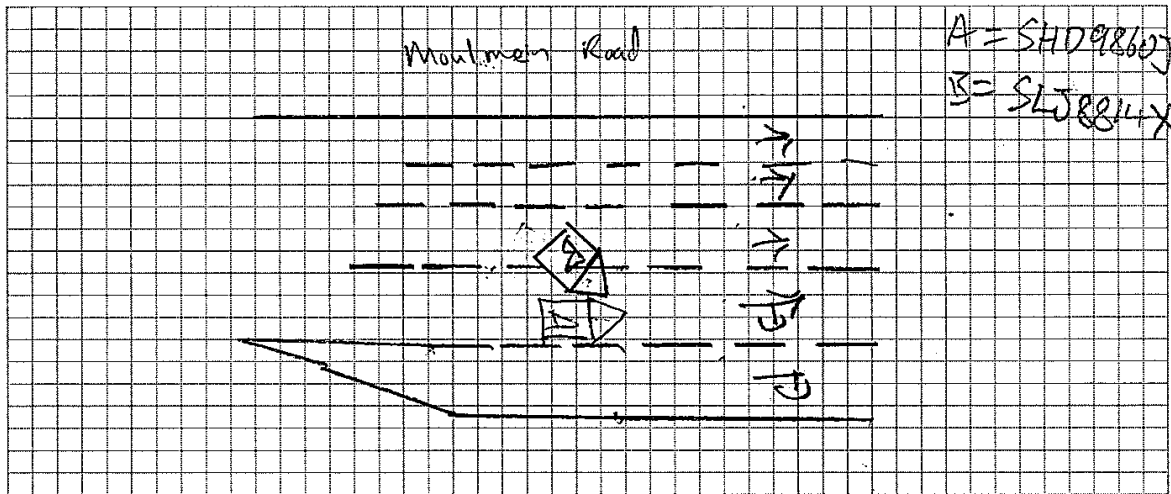 Moulmein Road
A = SHD9860J
B = SLJ8814X
B
A